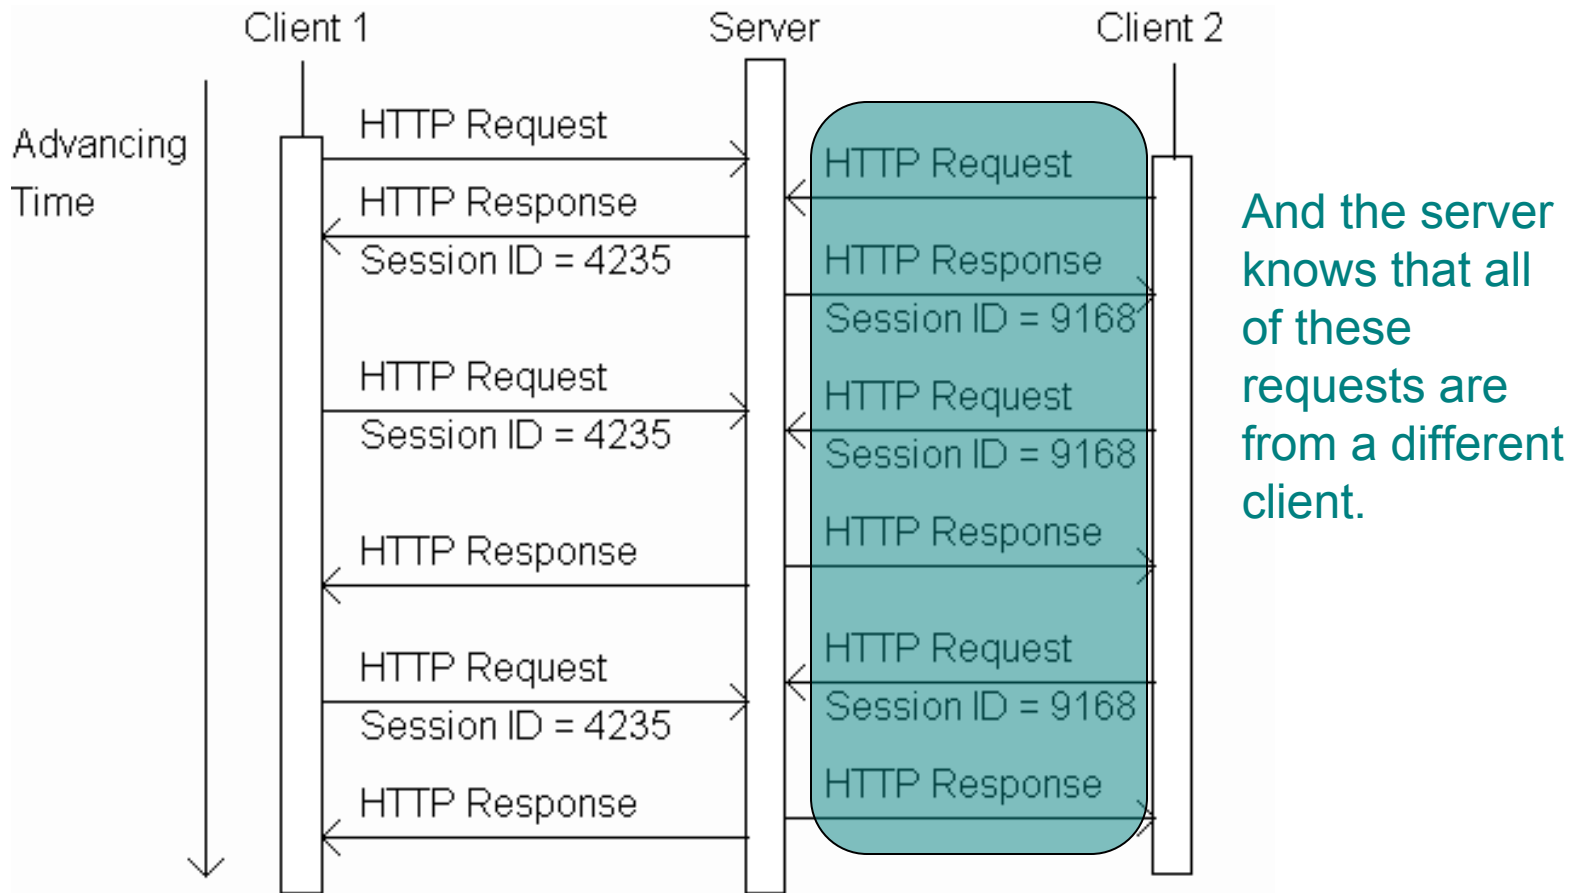 Client 1
Server
Client 2
Advancing
Time
HTTP Request
HTTP Response
Session ID = 4235
HTTP Request
Session ID = 4235
HTTP Response
HTTP Request
Session ID = 4235
HTTP Response
HTTP Request
HTTP Response
Session ID = 9168
HTTP Request
Session ID = 9168
HTTP Response
HTTP Request
Session ID = 9168
HTTP Response
And the server
knows that all
of these
requests are
from a different
client.